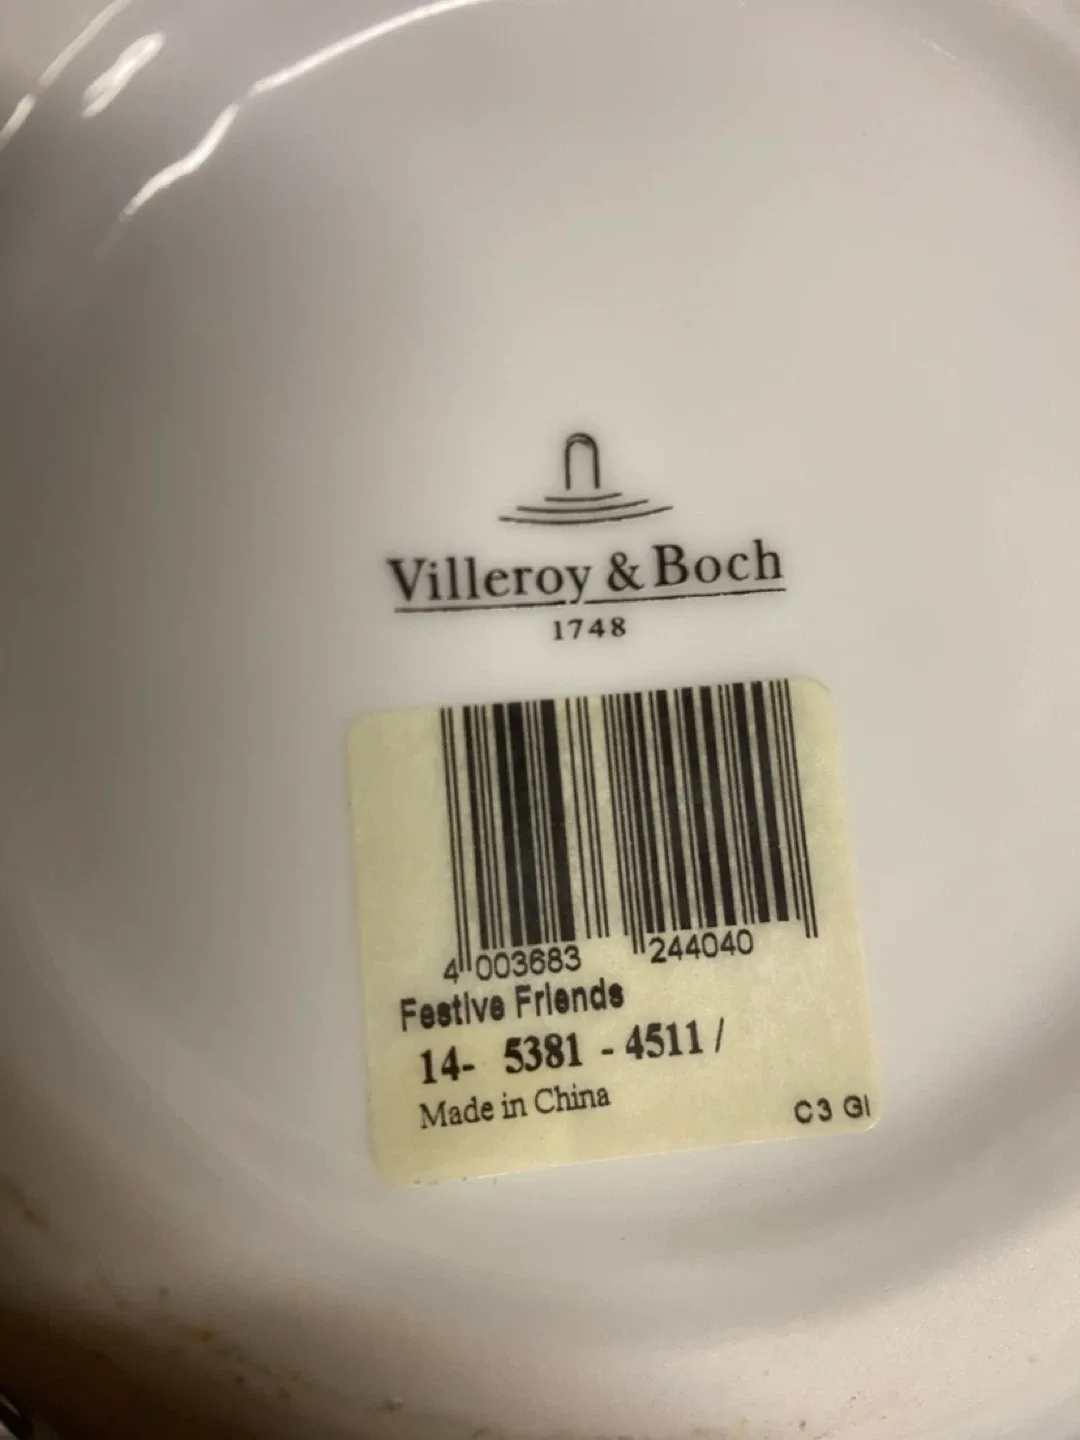 Villeroy & Boch
1748
4 003683 244040
Festive Friends
14- 5381 - 4511 /
Made in China
C3 GI